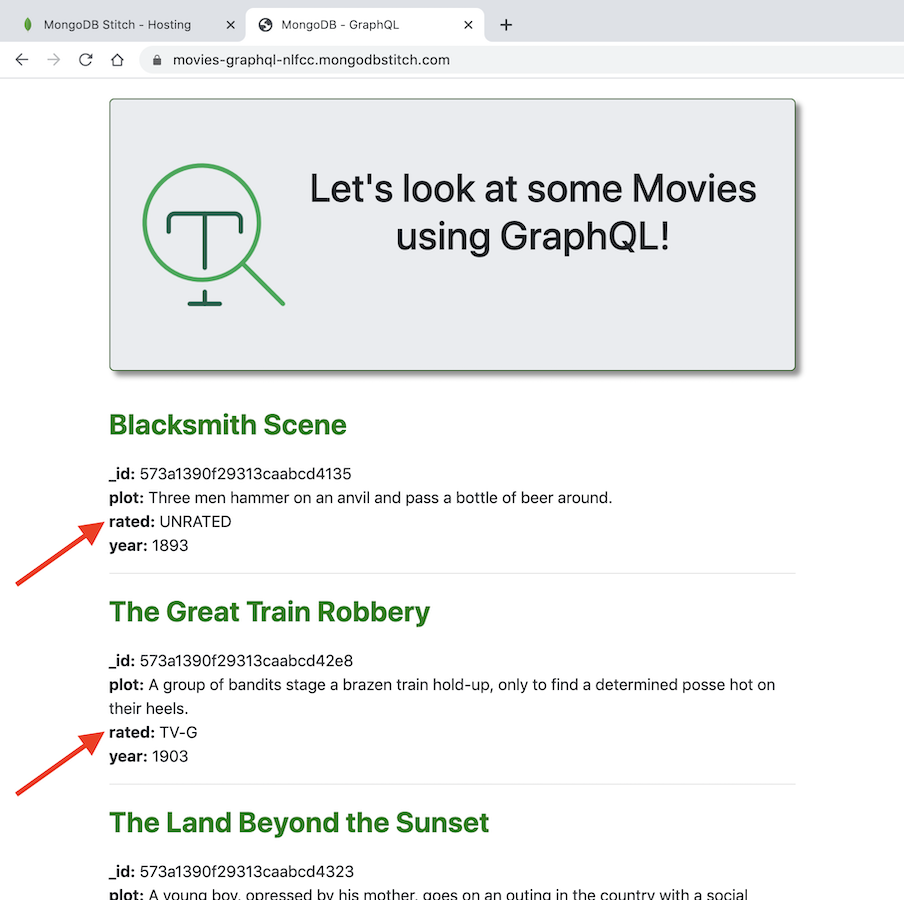 MongoDB Stitch - Hosting
MongoDB - GraphQL
movies-graphql-nlfcc.mongodbstitch.com
Let's look at some Movies
using GraphQL!
Blacksmith Scene
_id: 573a1390f29313caabcd4135
plot: Three men hammer on an anvil and pass a bottle of beer around.
rated: UNRATED
year: 1893
The Great Train Robbery
_id: 573a1390f29313caabcd42e8
plot: A group of bandits stage a brazen train hold-up, only to find a determined posse hot on
their heels.
rated: TV-G
year: 1903
The Land Beyond the Sunset
_id: 573a1390f29313caabcd4323
plot: A young boy, opressed by his mother, goes on an outing in the country with a social